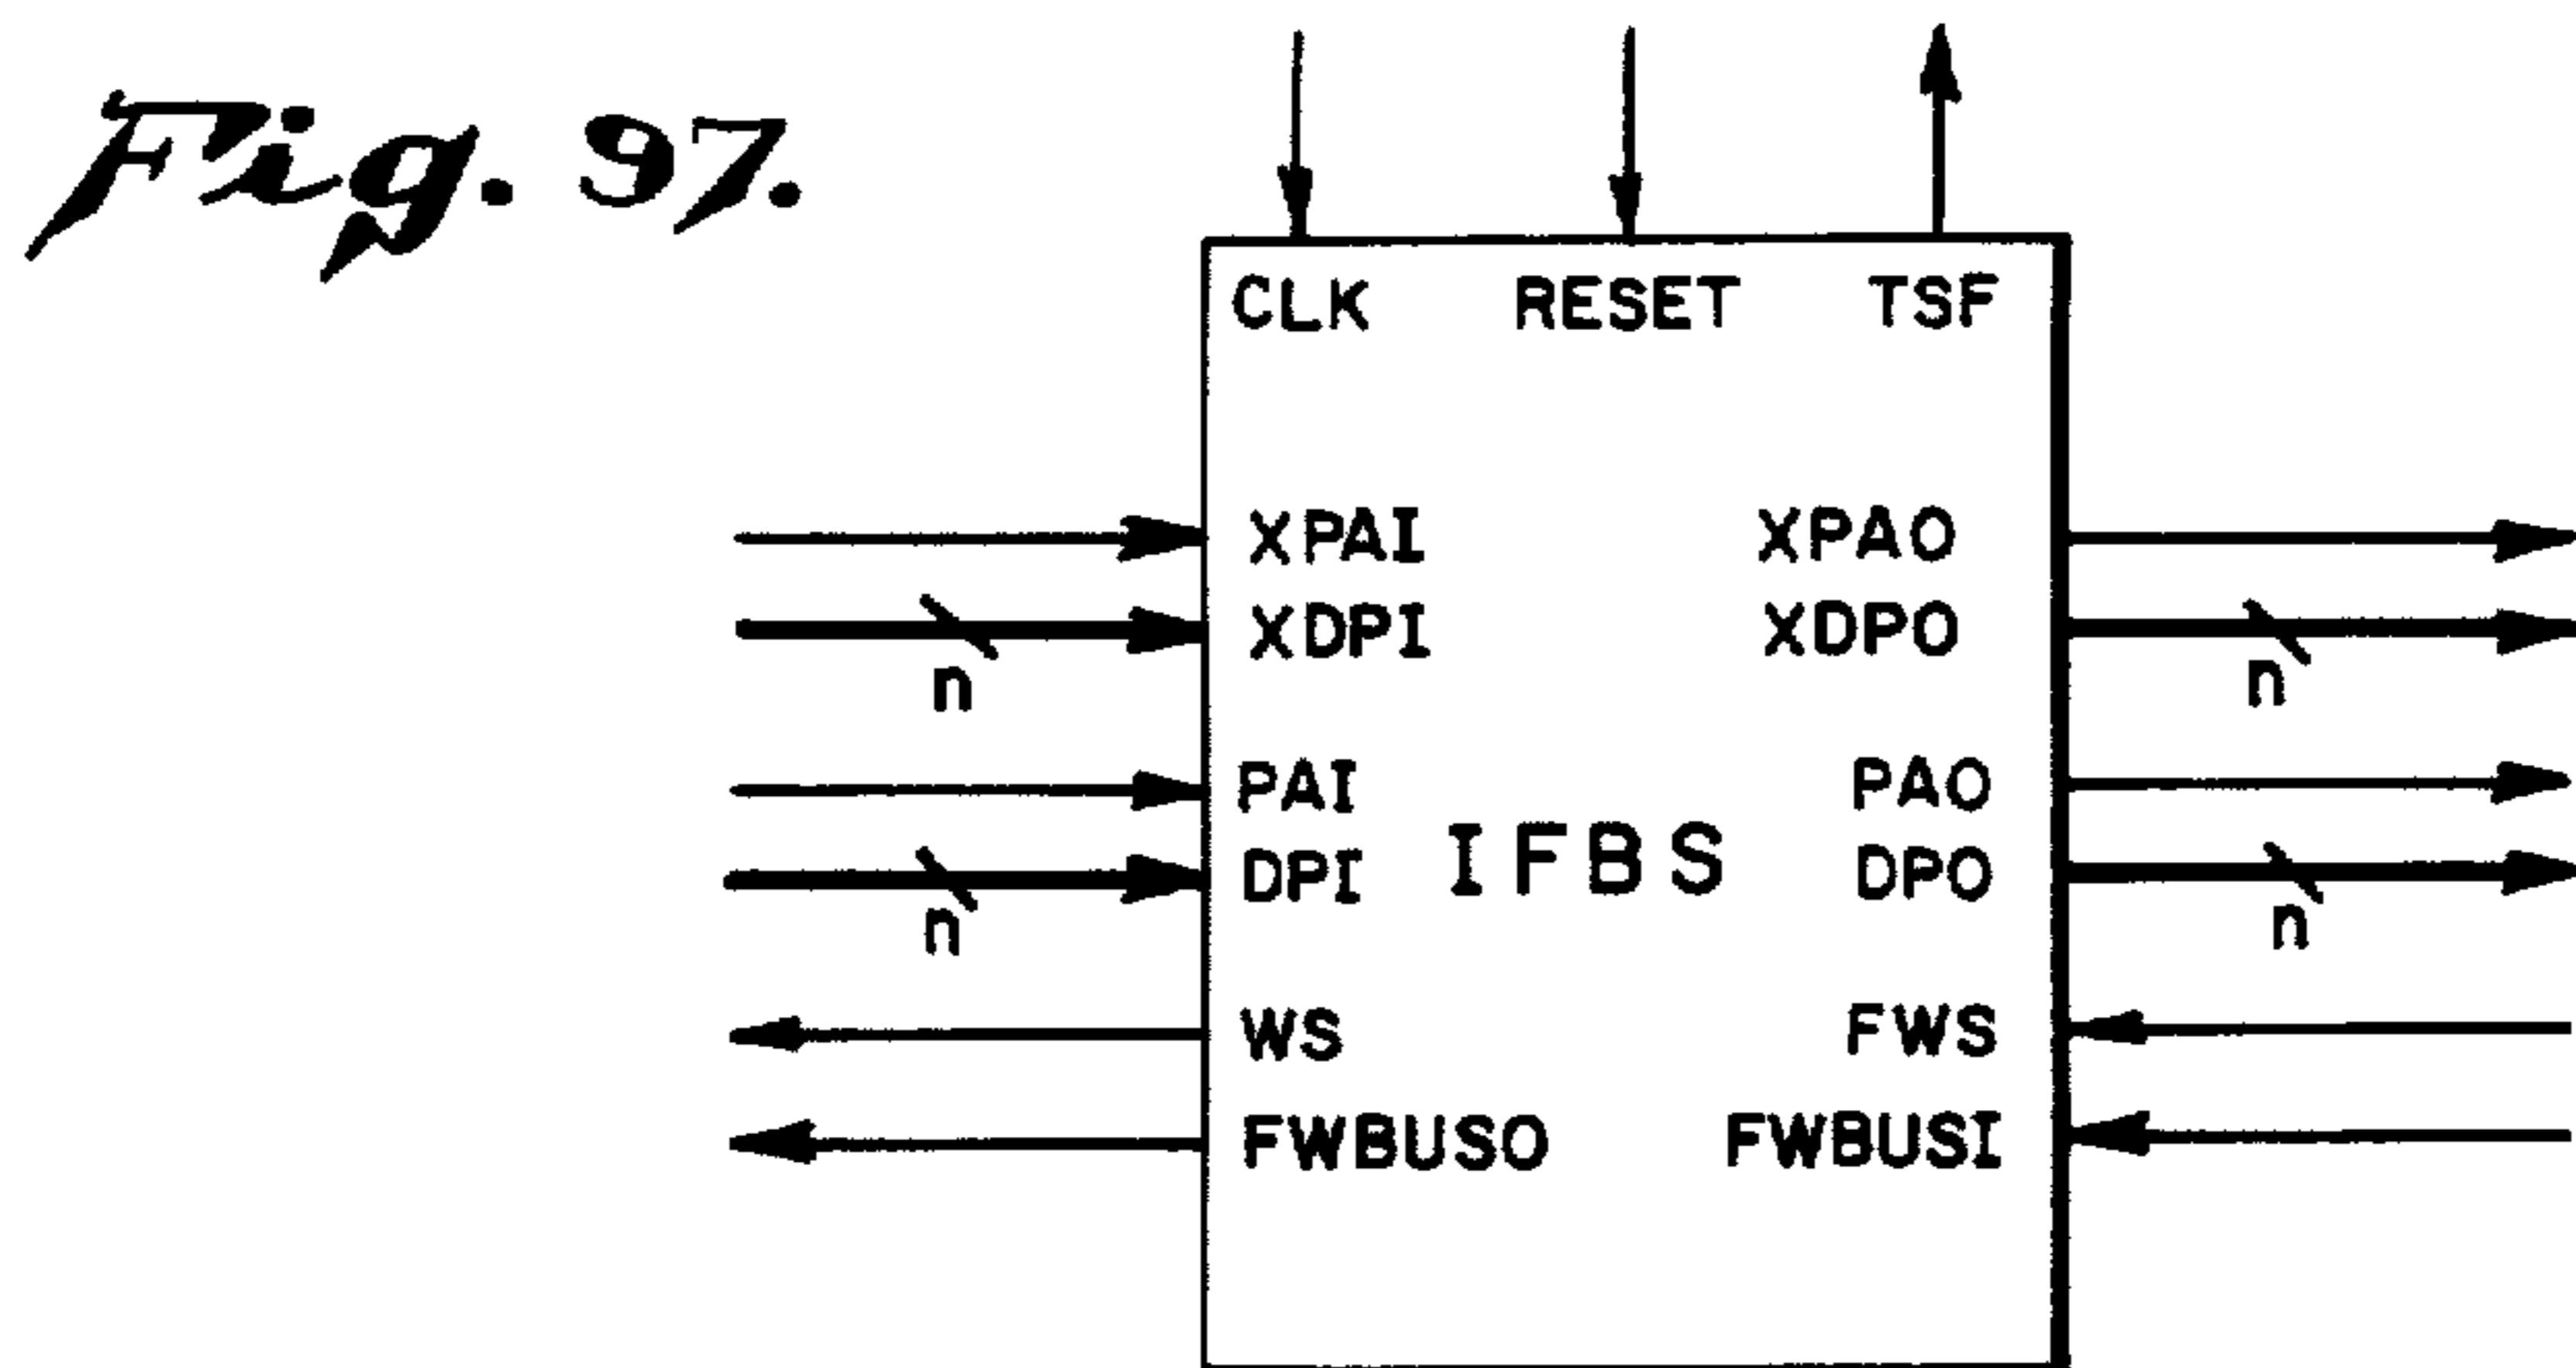 Fig. 97.
CLK RESET TSF
XPAI XPAO
XDPI XDPO
n n
PAI PAO
IFBS
DPI DPO
n n
WS FWS
FWBUSO FWBUSI